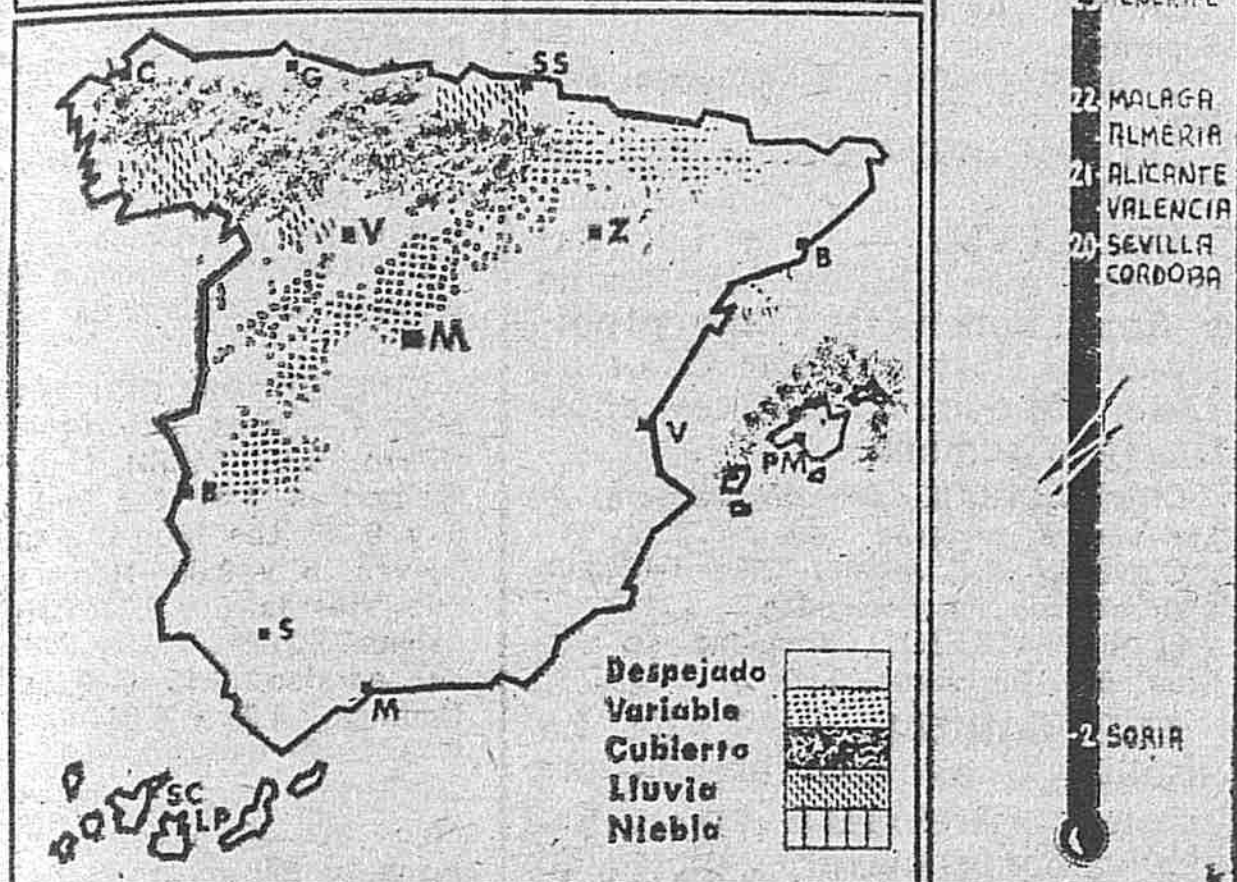 C
G
SS
V
Z
B
M
V
PM
B
S
M
SC
LP
Despejado
Variable
Cubierto
Lluvia
Niebla
22 MALAGA
ALMERIA
21 ALICANTE
VALENCIA
20 SEVILLA
CORDOBA
-2 SORIA